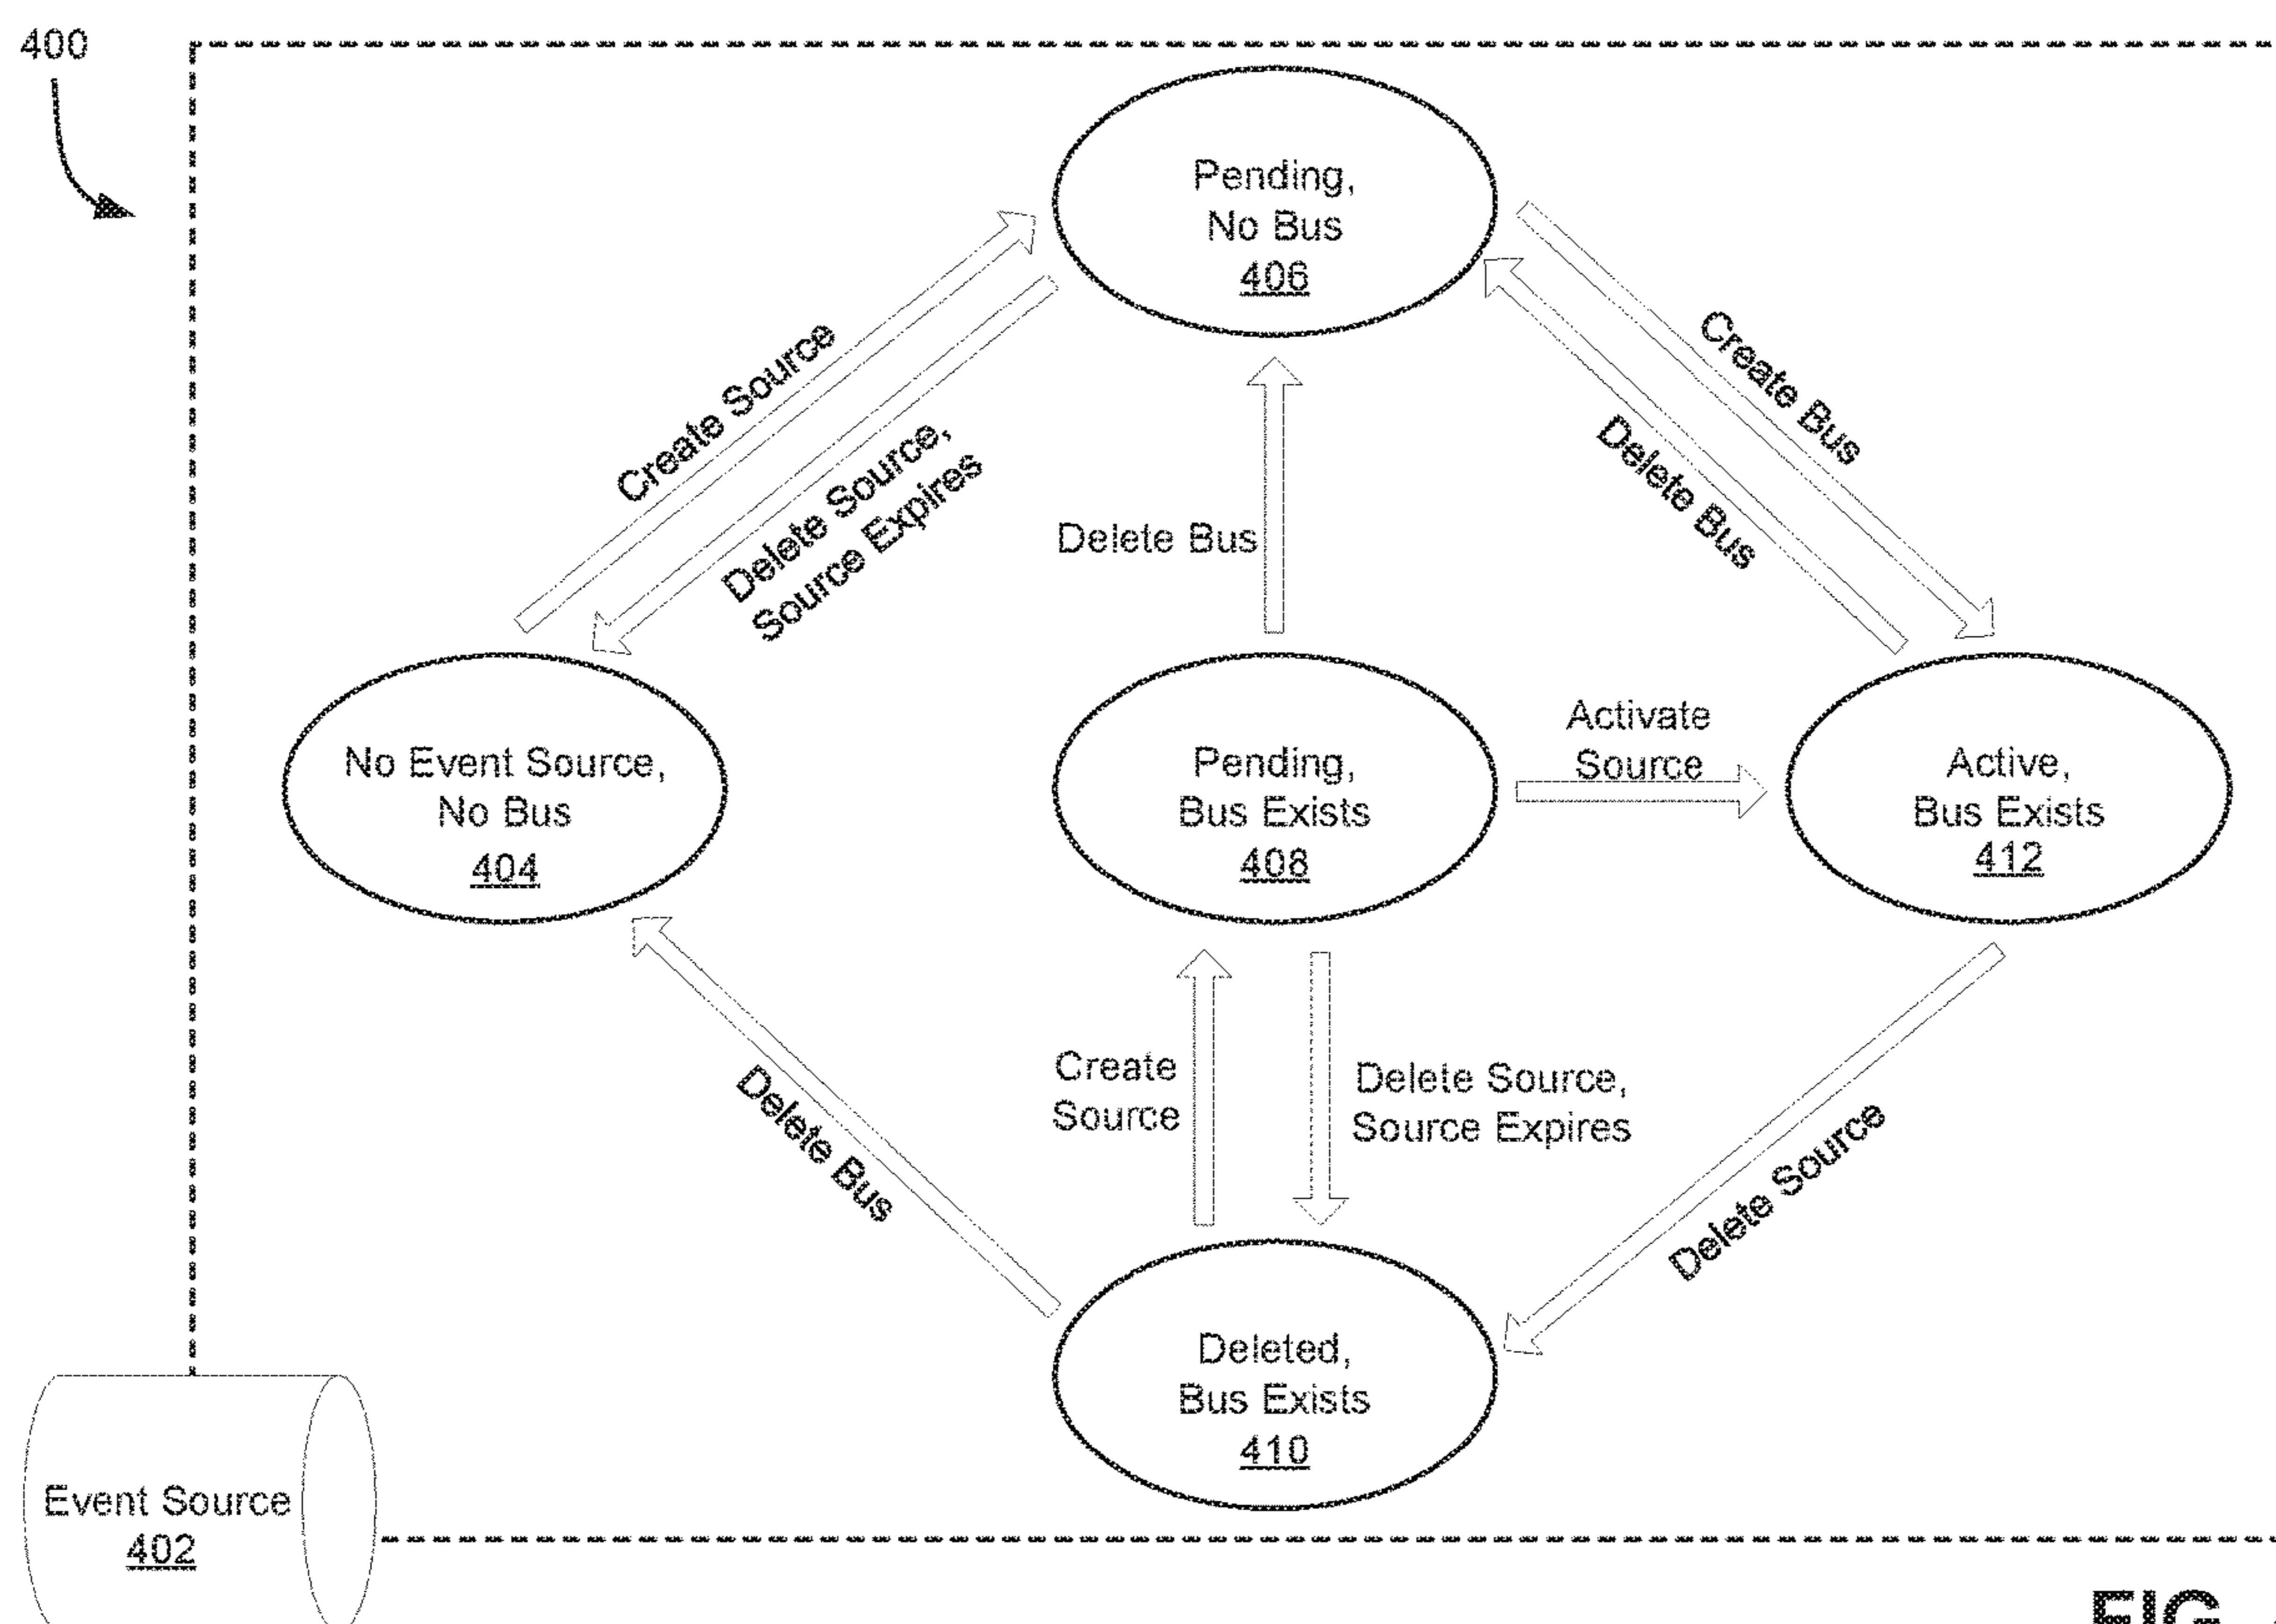 400
Pending,
No Bus
406
Create Source
Delete Source,
Source Expires
Delete Bus
Create Bus
Delete Bus
No Event Source,
No Bus
404
Pending,
Bus Exists
408
Activate
Source
Active,
Bus Exists
412
Delete Bus
Create
Source
Delete Source,
Source Expires
Delete Source
Deleted,
Bus Exists
410
Event Source
402
FIG.